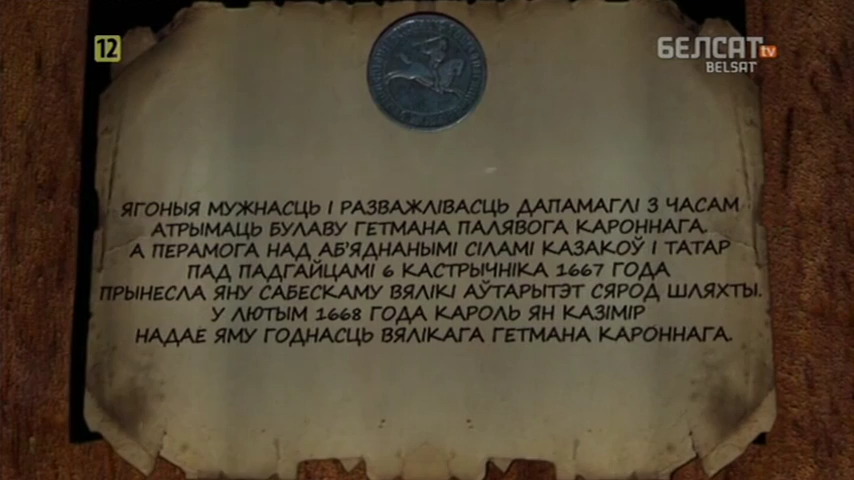 12
БЕЛСАТ tv
BELSAT
ЯГОНЫЯ МУЖНАСЦЬ І РАЗВАЖЛІВАСЦЬ ДАПАМАГЛІ З ЧАСАМ
АТРЫМАЦЬ БУЛАВУ ГЕТМАНА ПАЛЯВОГА КАРОННАГА.
А ПЕРАМОГА НАД АБ'ЯДНАНЫМІ СІЛАМІ КАЗАКОЎ І ТАТАР
ПАД ПАДГАЙЦАМІ 6 КАСТРЫЧНІКА 1667 ГОДА
ПРЫНЕСЛА ЯНУ САБЕСКАМУ ВЯЛІКІ АЎТАРЫТЭТ СЯРОД ШЛЯХТЫ.
У ЛЮТЫМ 1668 ГОДА КАРОЛЬ ЯН КАЗІМІР
НАДАЕ ЯМУ ГОДНАСЦЬ ВЯЛІКАГА ГЕТМАНА КАРОННАГА.